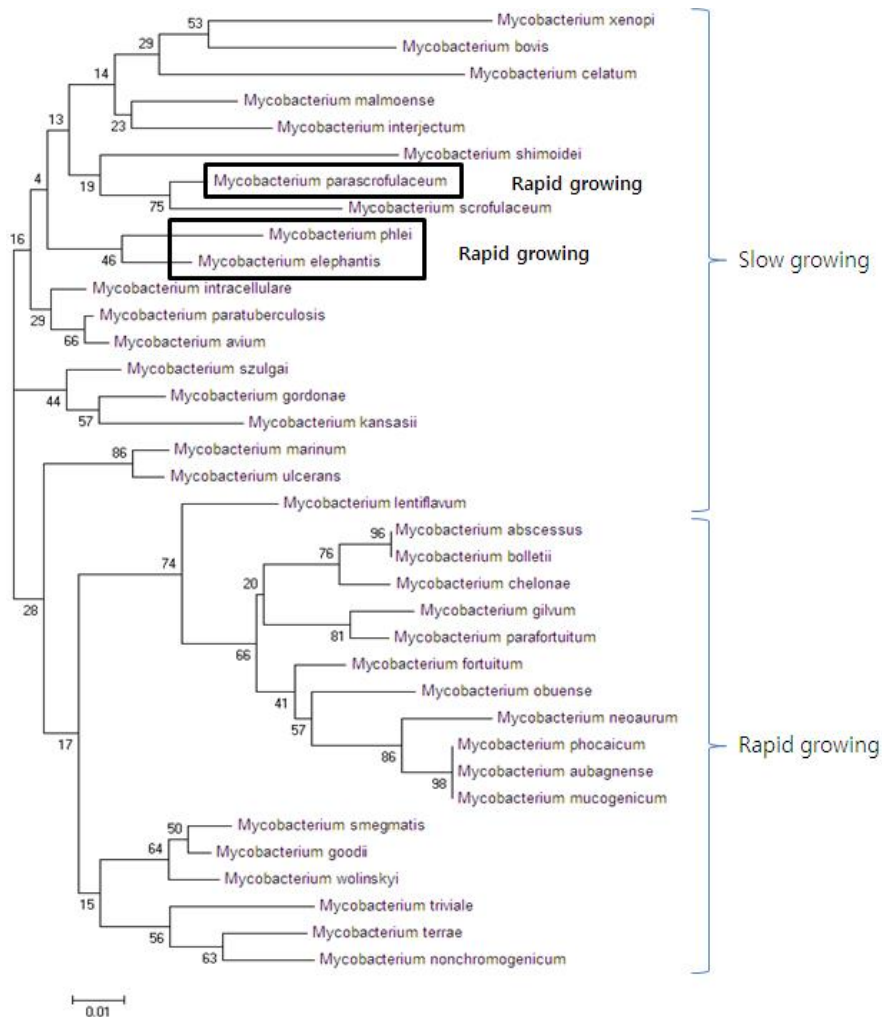 53
Mycobacterium xenopi
29
Mycobacterium bovis
14
Mycobacterium celatum
Mycobacterium malmoense
13
23
Mycobacterium interjectum
Mycobacterium shimoidei
4
19
Mycobacterium parascrofulaceum
Rapid growing
75
Mycobacterium scrofulaceum
16
Mycobacterium phlei
46
Mycobacterium elephantis
Rapid growing
Slow growing
Mycobacterium intracellulare
29
Mycobacterium paratuberculosis
66
Mycobacterium avium
Mycobacterium szulgai
44
Mycobacterium gordonae
57
Mycobacterium kansasii
86
Mycobacterium marinum
Mycobacterium ulcerans
Mycobacterium lentiflavum
96
Mycobacterium abscessus
74
76
Mycobacterium bolletii
20
Mycobacterium chelonae
28
Mycobacterium gilvum
81
Mycobacterium parafortuitum
66
Mycobacterium fortuitum
41
Mycobacterium obuense
57
Mycobacterium neoaurum
17
86
Mycobacterium phocaicum
Rapid growing
Mycobacterium aubagnense
98
Mycobacterium mucogenicum
50
Mycobacterium smegmatis
64
Mycobacterium goodii
Mycobacterium wolinskyi
15
Mycobacterium triviale
56
Mycobacterium terrae
63
Mycobacterium nonchromogenicum
0.01